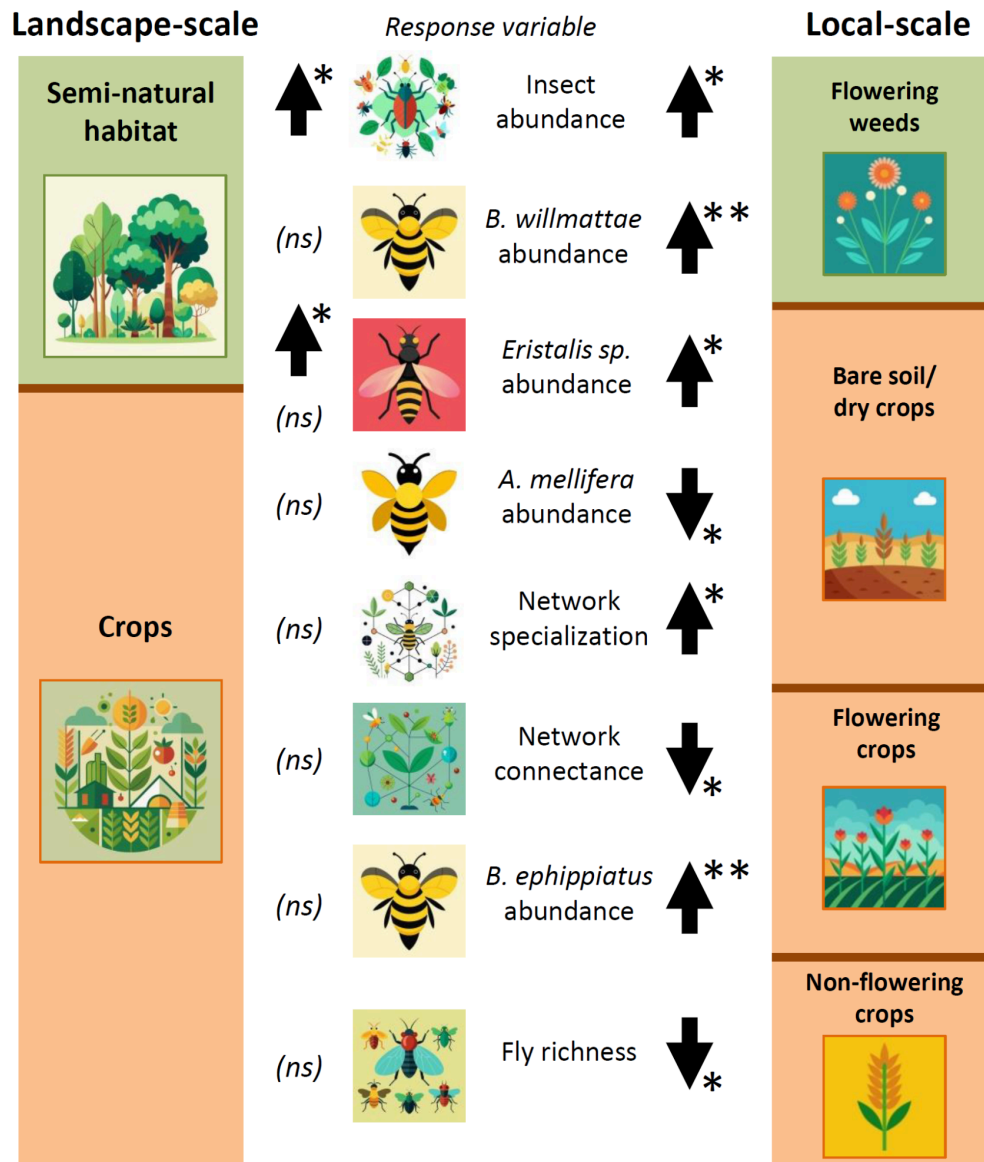 Landscape-scale
Response variable
Local-scale
Semi-natural
habitat
*
Insect
abundance
*
Flowering
weeds
(ns)
B. willmattae
abundance
**
*
Eristalis sp.
abundance
*
(ns)
Bare soil/
dry crops
(ns)
A. mellifera
abundance
*
Crops
(ns)
Network
specialization
*
(ns)
Network
connectance
*
Flowering
crops
(ns)
B. ephippiatus
abundance
**
(ns)
Fly richness
*
Non-flowering
crops